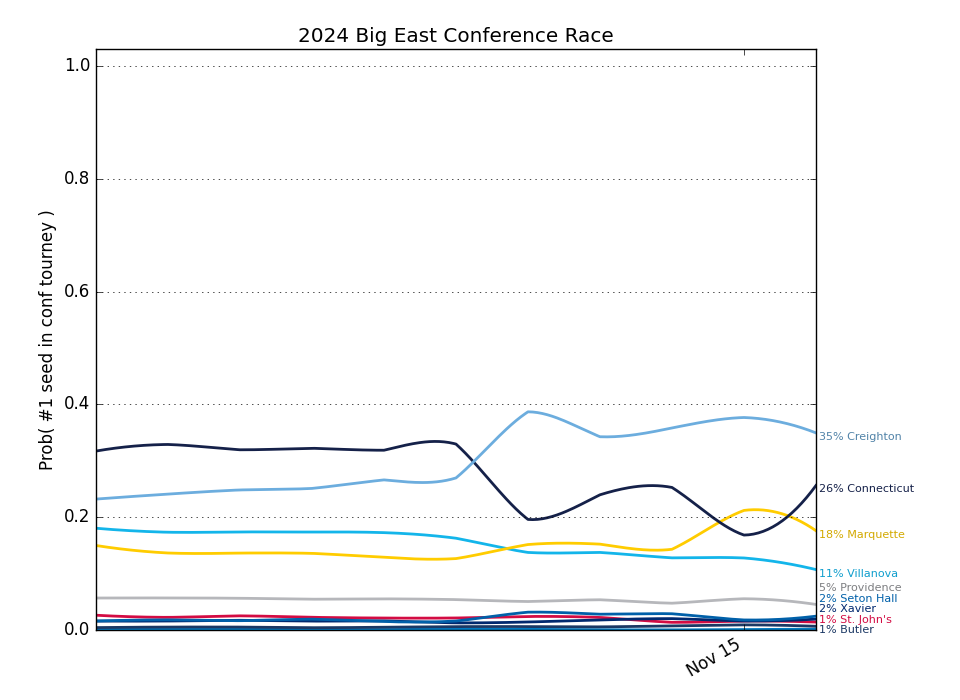 2024 Big East Conference Race
Prob( #1 seed in conf tourney )
1.0
0.8
0.6
0.4
0.2
0.0
35% Creighton
26% Connecticut
18% Marquette
11% Villanova
5% Providence
2% Seton Hall
2% Xavier
1% St. John's
1% Butler
Nov 15